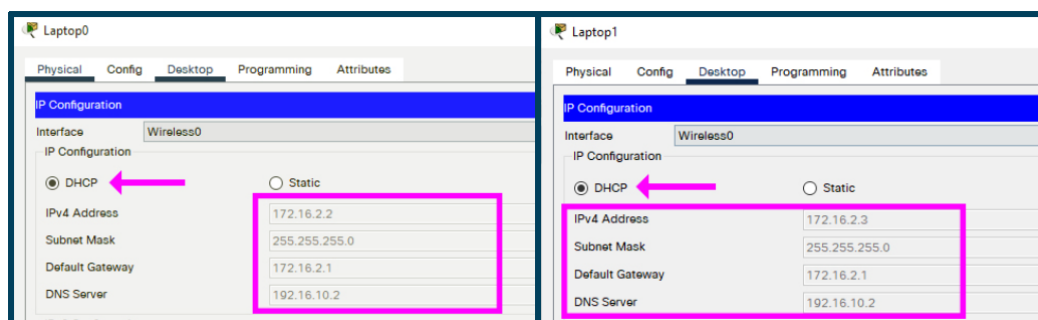 Laptop0
Physical Config Desktop Programming Attributes
IP Configuration
Interface Wireless0
IP Configuration
DHCP Static
IPv4 Address 172.16.2.2
Subnet Mask 255.255.255.0
Default Gateway 172.16.2.1
DNS Server 192.16.10.2
Laptop1
Physical Config Desktop Programming Attributes
IP Configuration
Interface Wireless0
IP Configuration
DHCP Static
IPv4 Address 172.16.2.3
Subnet Mask 255.255.255.0
Default Gateway 172.16.2.1
DNS Server 192.16.10.2